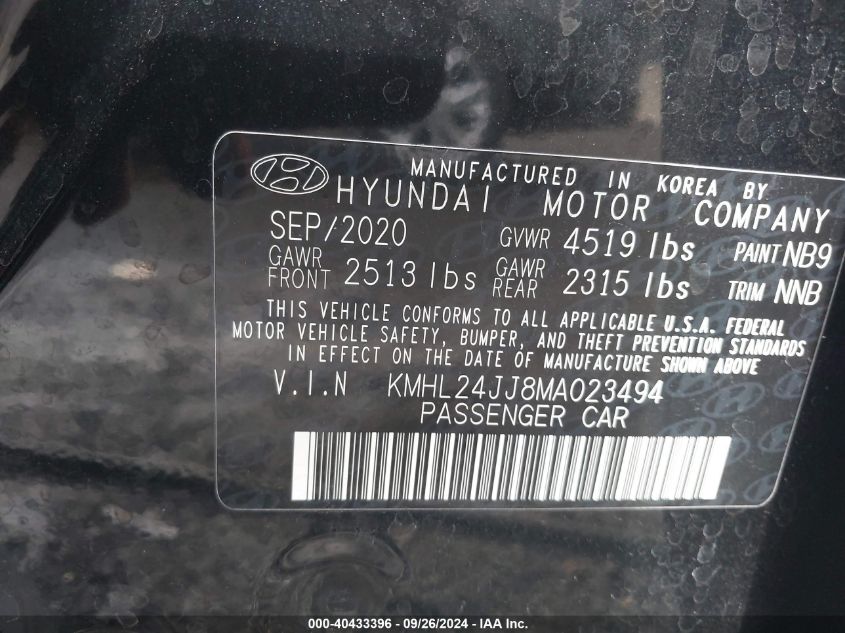 MANUFACTURED IN KOREA BY
HYUNDAI MOTOR COMPANY
SEP/2020 GVWR 4519 lbs PAINT NB9
GAWR FRONT 2513 lbs GAWR REAR 2315 lbs TRIM NNB
THIS VEHICLE CONFORMS TO ALL APPLICABLE U.S.A. FEDERAL
MOTOR VEHICLE SAFETY, BUMPER, AND THEFT PREVENTION STANDARDS
IN EFFECT ON THE DATE OF MANUFACTURE SHOWN ABOVE
V.I.N KMHL24JJ8MA023494
PASSENGER CAR
000-40433396 - 09/26/2024 - IAA Inc.